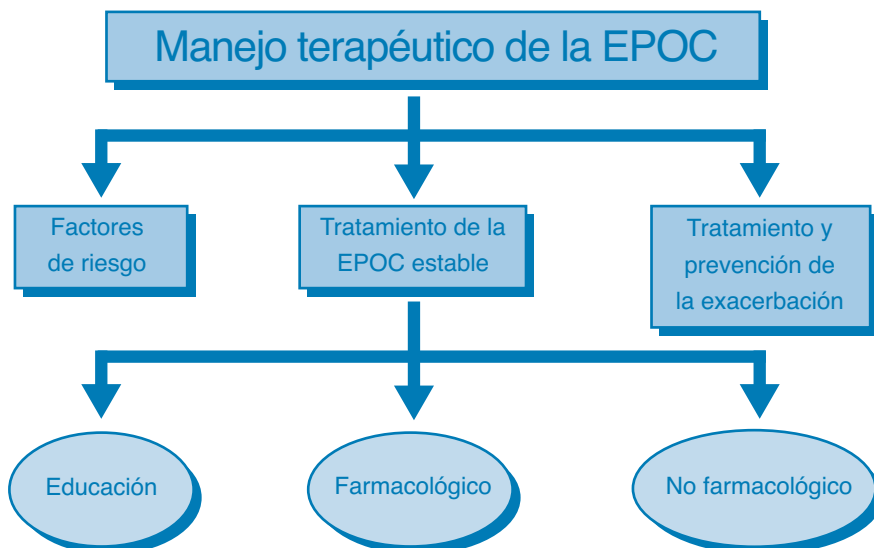 Manejo terapéutico de la EPOC
Factores
de riesgo
Tratamiento de la
EPOC estable
Tratamiento y
prevención de
la exacerbación
Educación
Farmacológico
No farmacológico